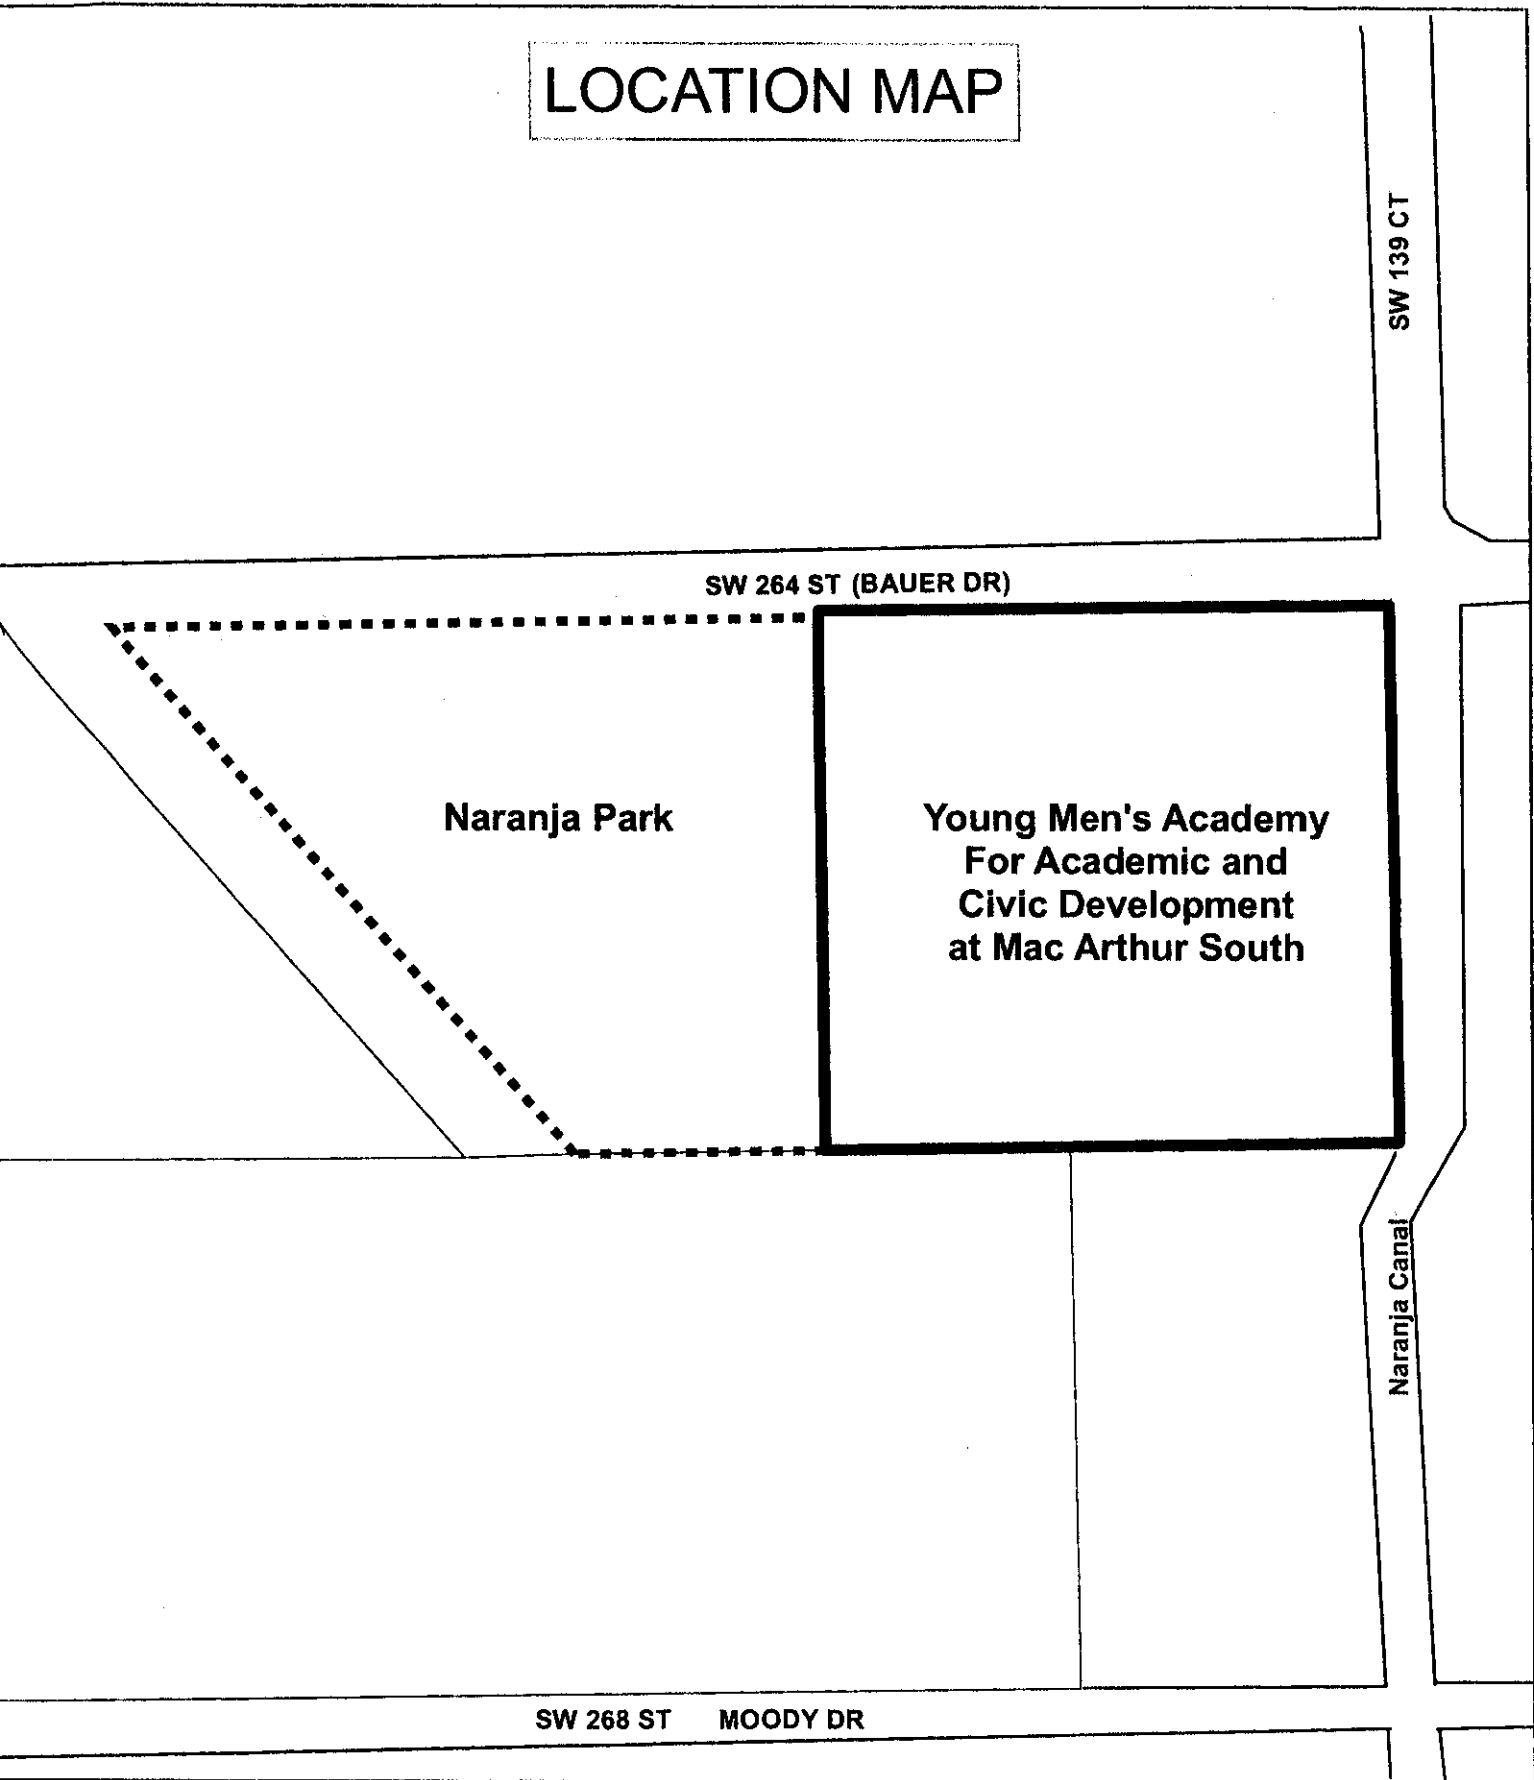 LOCATION MAP
SW 139 CT
SW 264 ST (BAUER DR)
Naranja Park
Young Men's Academy
For Academic and
Civic Development
at Mac Arthur South
Naranja Canal
SW 268 ST MOODY DR